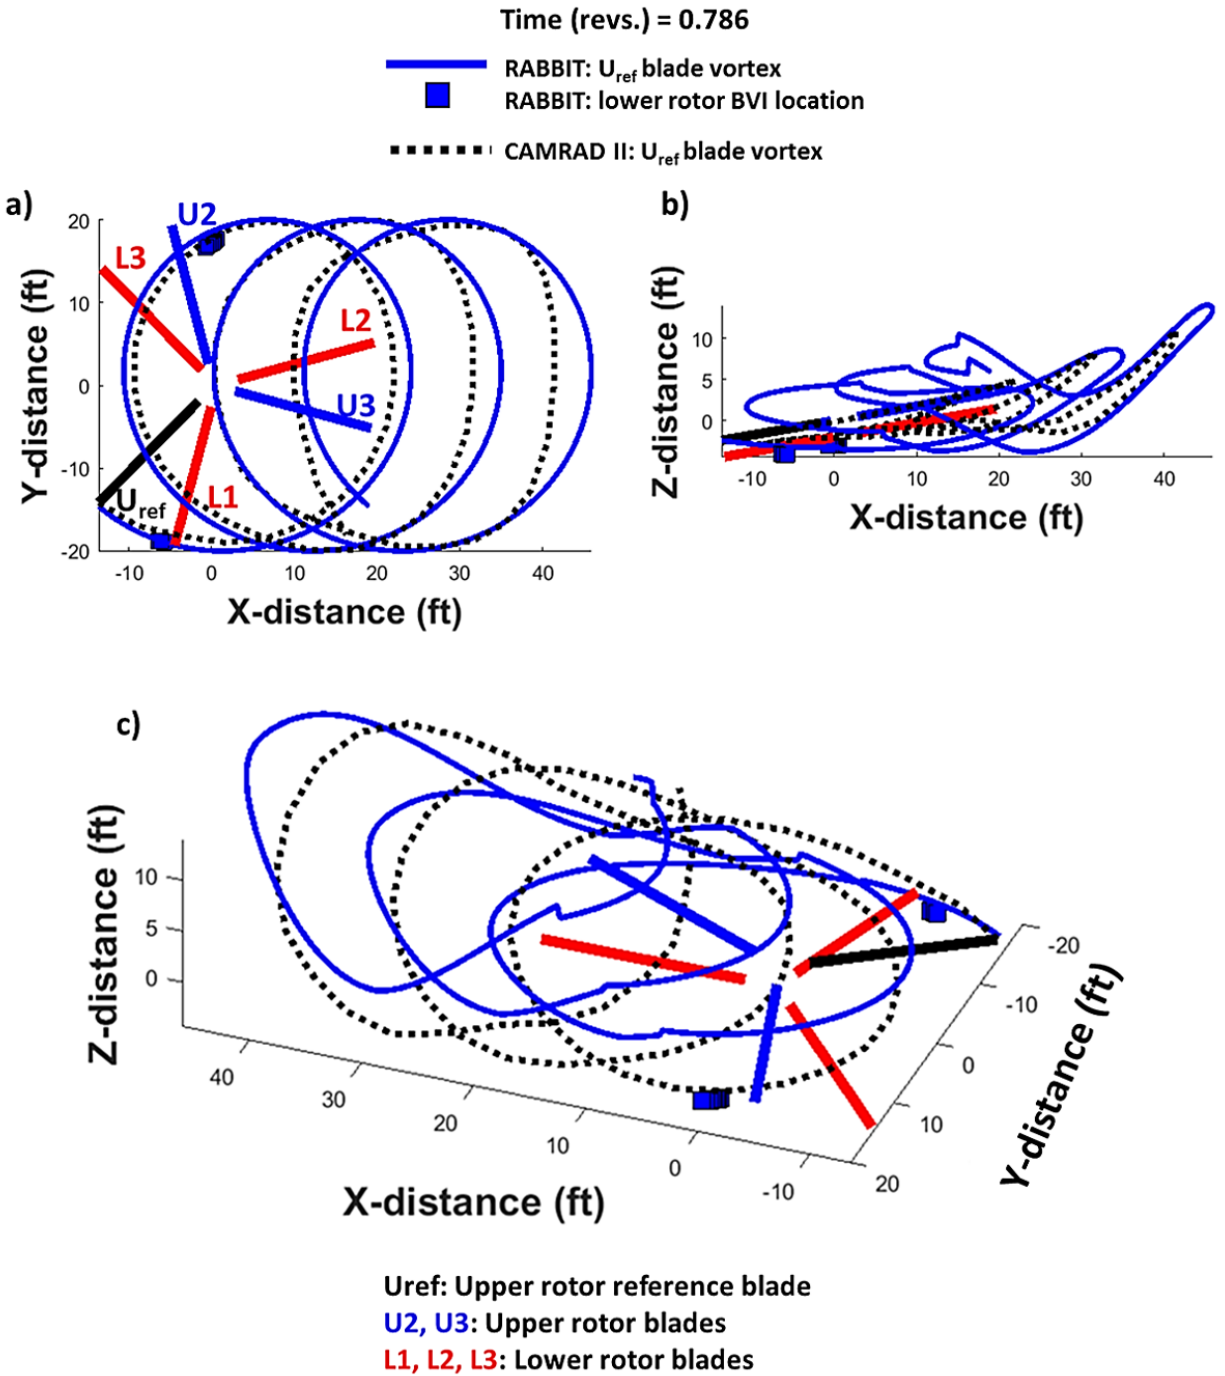 Time (revs.) = 0.786
RABBIT: Uref blade vortex
RABBIT: lower rotor BVI location
CAMRAD II: Uref blade vortex
a)
U2
L3
L2
U3
Uref
L1
20
10
0
-10
-20
Y-distance (ft)
-10 0 10 20 30 40
X-distance (ft)
b)
10
5
0
Z-distance (ft)
-10 0 10 20 30 40
X-distance (ft)
c)
10
5
0
Z-distance (ft)
40 30 20 10 0 -10
X-distance (ft)
-20
-10
0
10
20
Y-distance (ft)
Uref: Upper rotor reference blade
U2, U3: Upper rotor blades
L1, L2, L3: Lower rotor blades